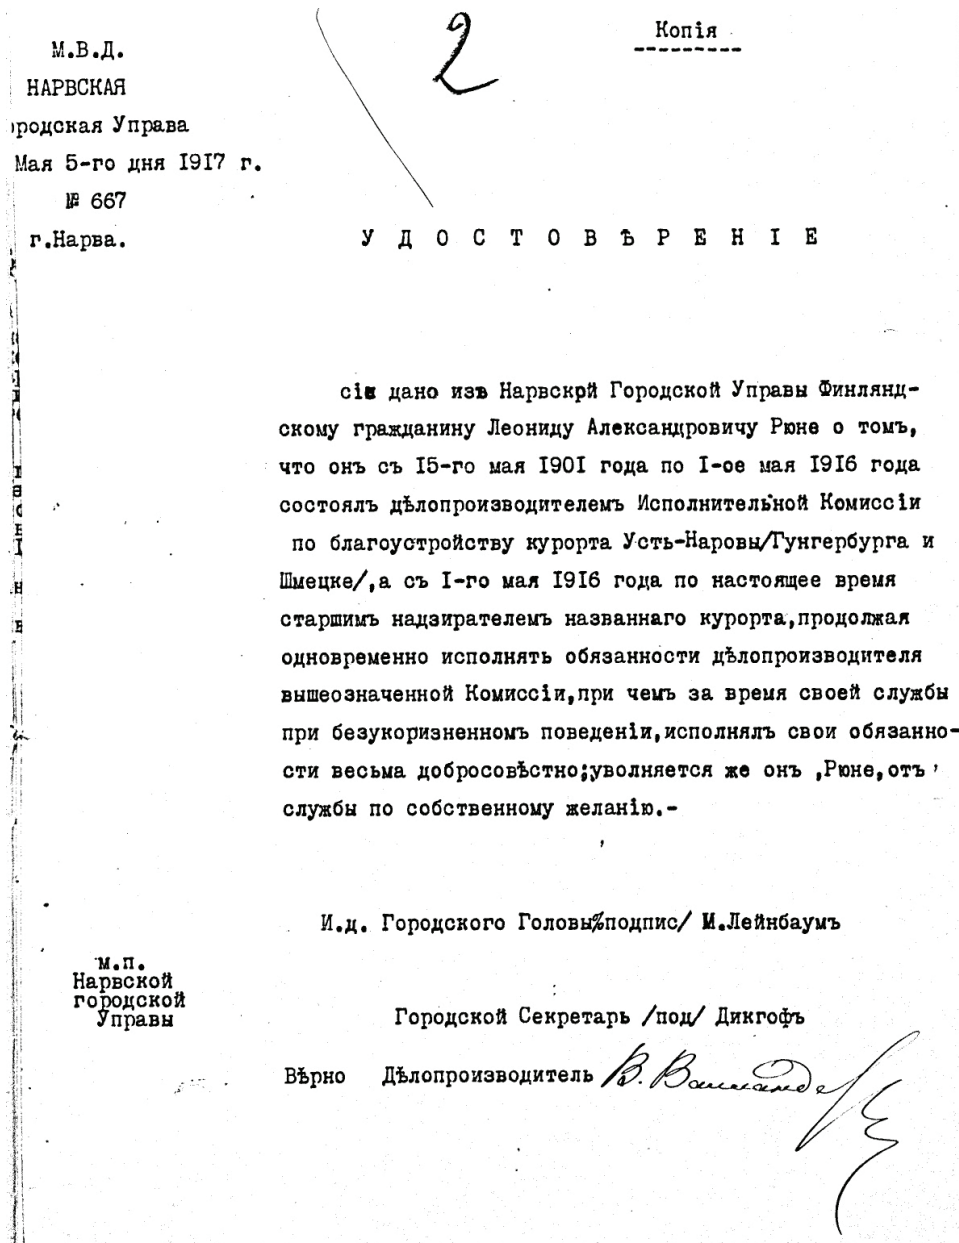 2
Копія
М.В.Д.
НАРВСКАЯ
ородская Управа
Мая 5-го дня 1917 г.
№ 667
г.Нарва.
УДОСТОВѢРЕНІЕ
сіе дано изъ Нарвскрй Городской Управы Финлянд-
скому гражданину Леониду Александровичу Рюне о томъ,
что онъ съ 15-го мая 1901 года по I-ое мая 1916 года
состоялъ дѣлопроизводителемъ Исполнительной Комиссіи
по благоустройству курорта Усть-Наровы/Гунгербурга и
Шмецке/,а съ I-го мая 1916 года по настоящее время
старшимъ надзирателемъ названнаго курорта,продолжая
одновременно исполнять обязанности дѣлопроизводителя
вышеозначенной Комиссіи,при чемъ за время своей службы
при безукоризненномъ поведеніи,исполнялъ свои обязанно-
сти весьма добросовѣстно;уволняется же онъ ,Рюне,отъ
службы по собственному желанію.-
И.д. Городского Головы%подпис/ М.Лейнбаумъ
м.п.
Нарвской
городской
Управы
Городской Секретарь /под/ Дикгофъ
Вѣрно Дѣлопроизводитель В.